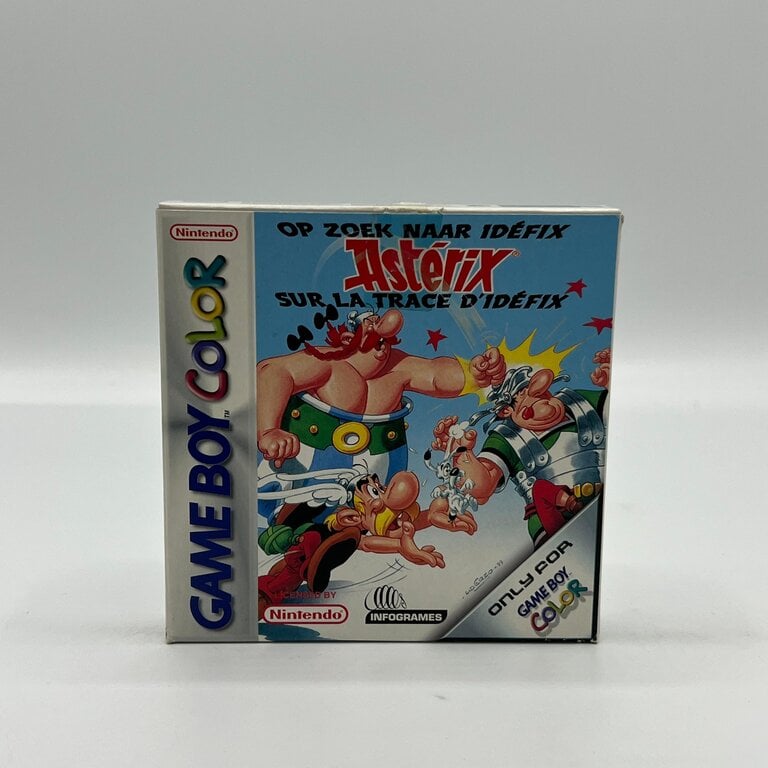 Nintendo
GAME BOY COLOR™
OP ZOEK NAAR IDÉFIX
Astérix
SUR LA TRACE D'IDÉFIX
LICENSED BY
Nintendo
INFOGRAMES
ONLY FOR
GAME BOY
COLOR